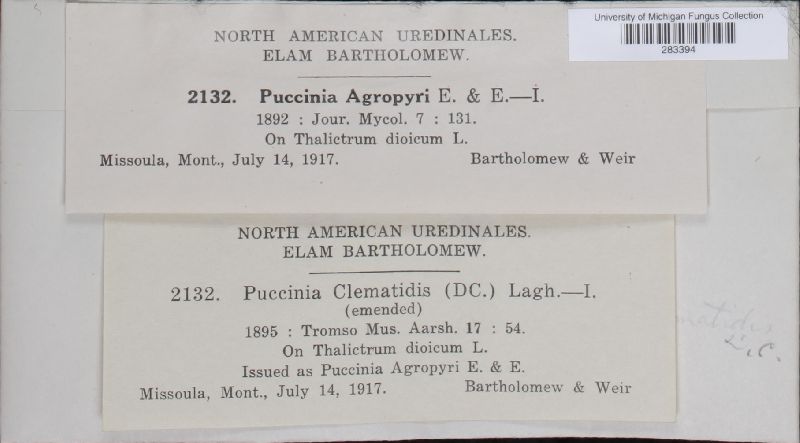 University of Michigan Fungus Collection
283394
NORTH AMERICAN UREDINALES.
ELAM BARTHOLOMEW.
2132. Puccinia Agropyri E. & E.—I.
1892 : Jour. Mycol. 7 : 131.
On Thalictrum dioicum L.
Missoula, Mont., July 14, 1917. Bartholomew & Weir
NORTH AMERICAN UREDINALES.
ELAM BARTHOLOMEW.
2132. Puccinia Clematidis (DC.) Lagh.—I.
(emended)
1895 : Tromso Mus. Aarsh. 17 : 54.
On Thalictrum dioicum L.
Issued as Puccinia Agropyri E. & E.
Missoula, Mont., July 14, 1917. Bartholomew & Weir